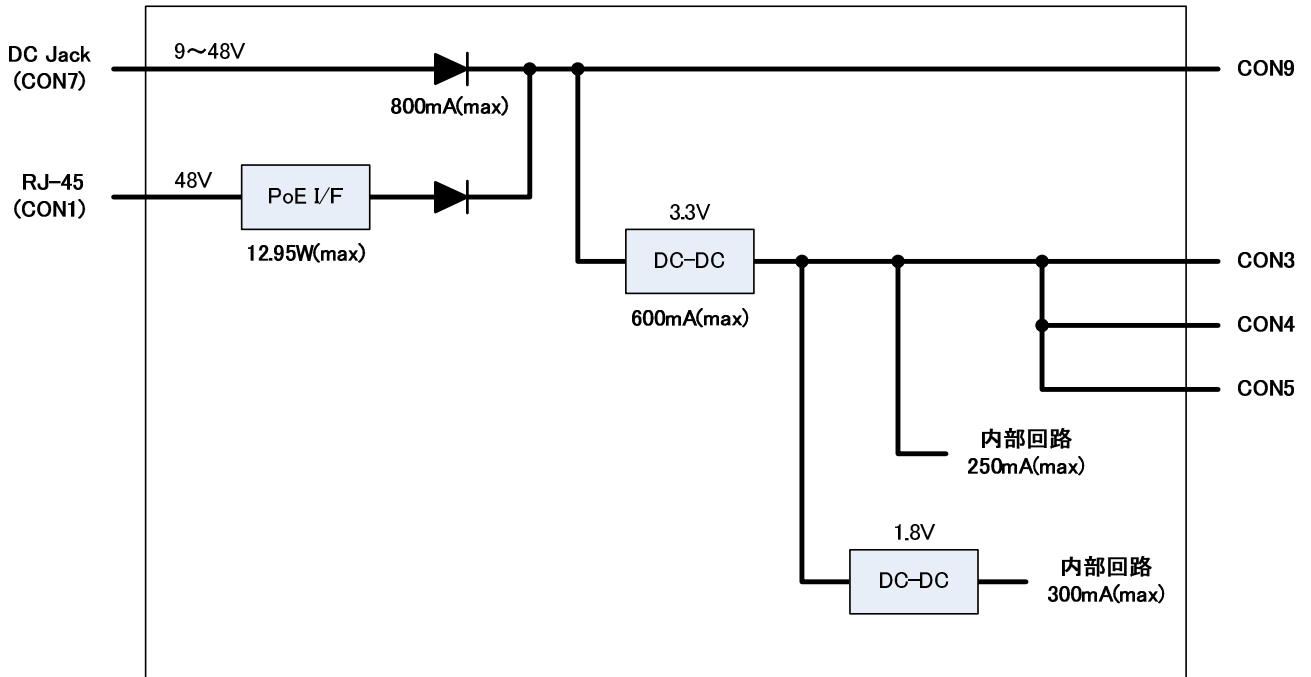 DC Jack
(CON7)
9～48V
800mA(max)
CON9
RJ-45
(CON1)
48V
PoE I/F
12.95W(max)
3.3V
DC-DC
600mA(max)
CON3
CON4
CON5
内部回路
250mA(max)
1.8V
DC-DC
内部回路
300mA(max)